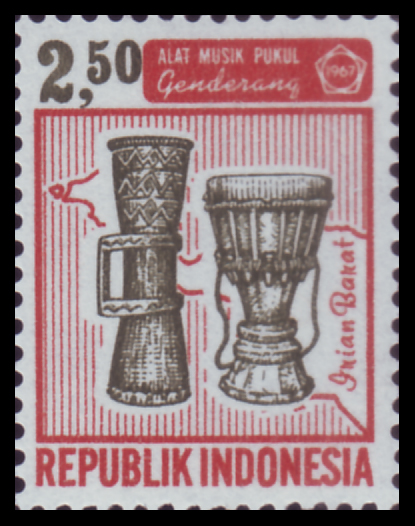 2,50
ALAT MUSIK PUKUL
Genderang
1967
Irian Barat
REPUBLIK INDONESIA